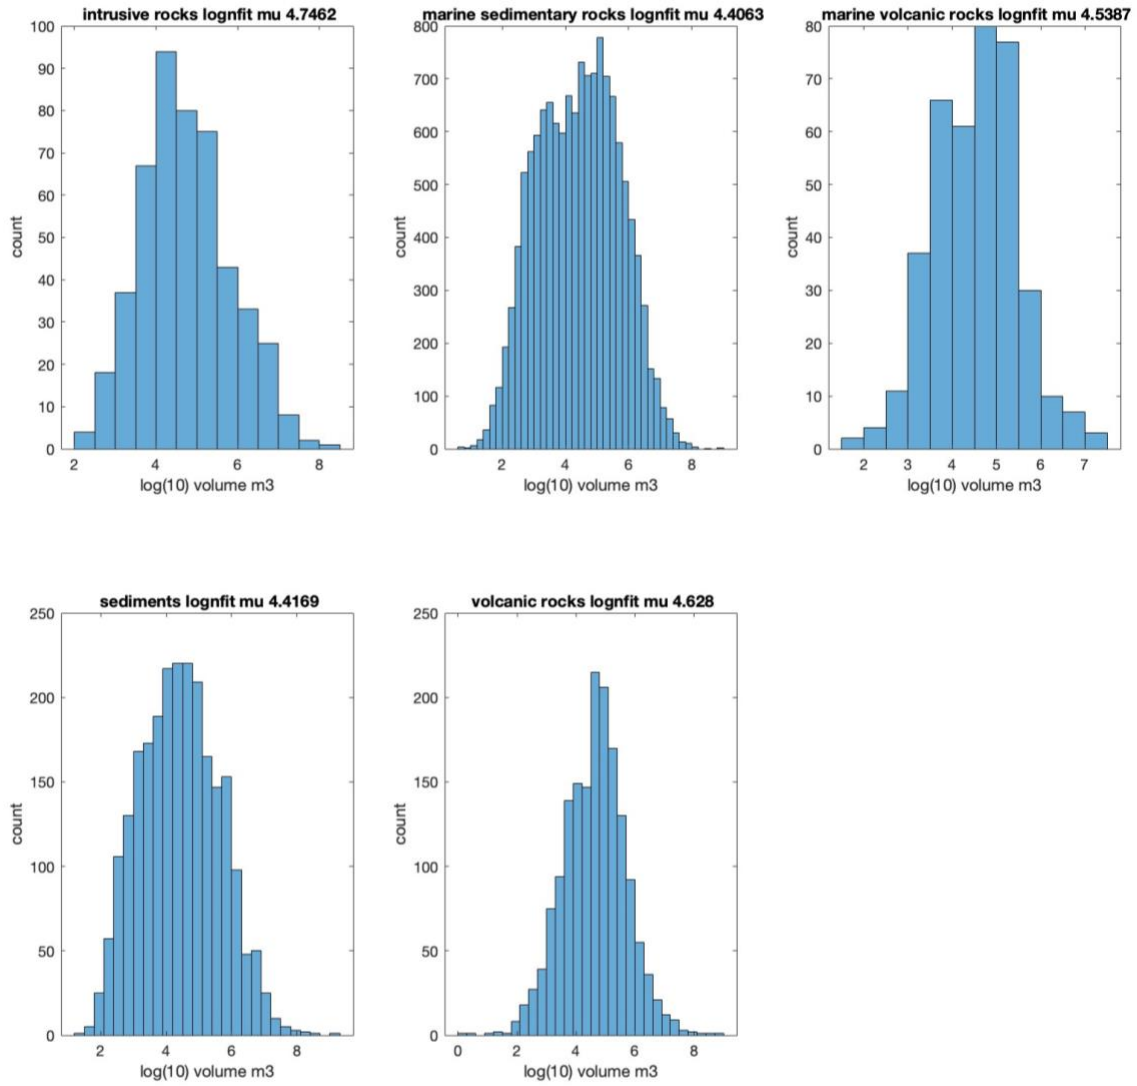 intrusive rocks lognfit mu 4.7462
100
90
80
70
60
50
40
30
20
10
0
count
2 4 6 8
log(10) volume m3
marine sedimentary rocks lognfit mu 4.4063
800
700
600
500
400
300
200
100
0
count
2 4 6 8
log(10) volume m3
marine volcanic rocks lognfit mu 4.5387
80
70
60
50
40
30
20
10
0
count
2 3 4 5 6 7
log(10) volume m3
sediments lognfit mu 4.4169
250
200
150
100
50
0
count
2 4 6 8
log(10) volume m3
volcanic rocks lognfit mu 4.628
250
200
150
100
50
0
count
0 2 4 6 8
log(10) volume m3